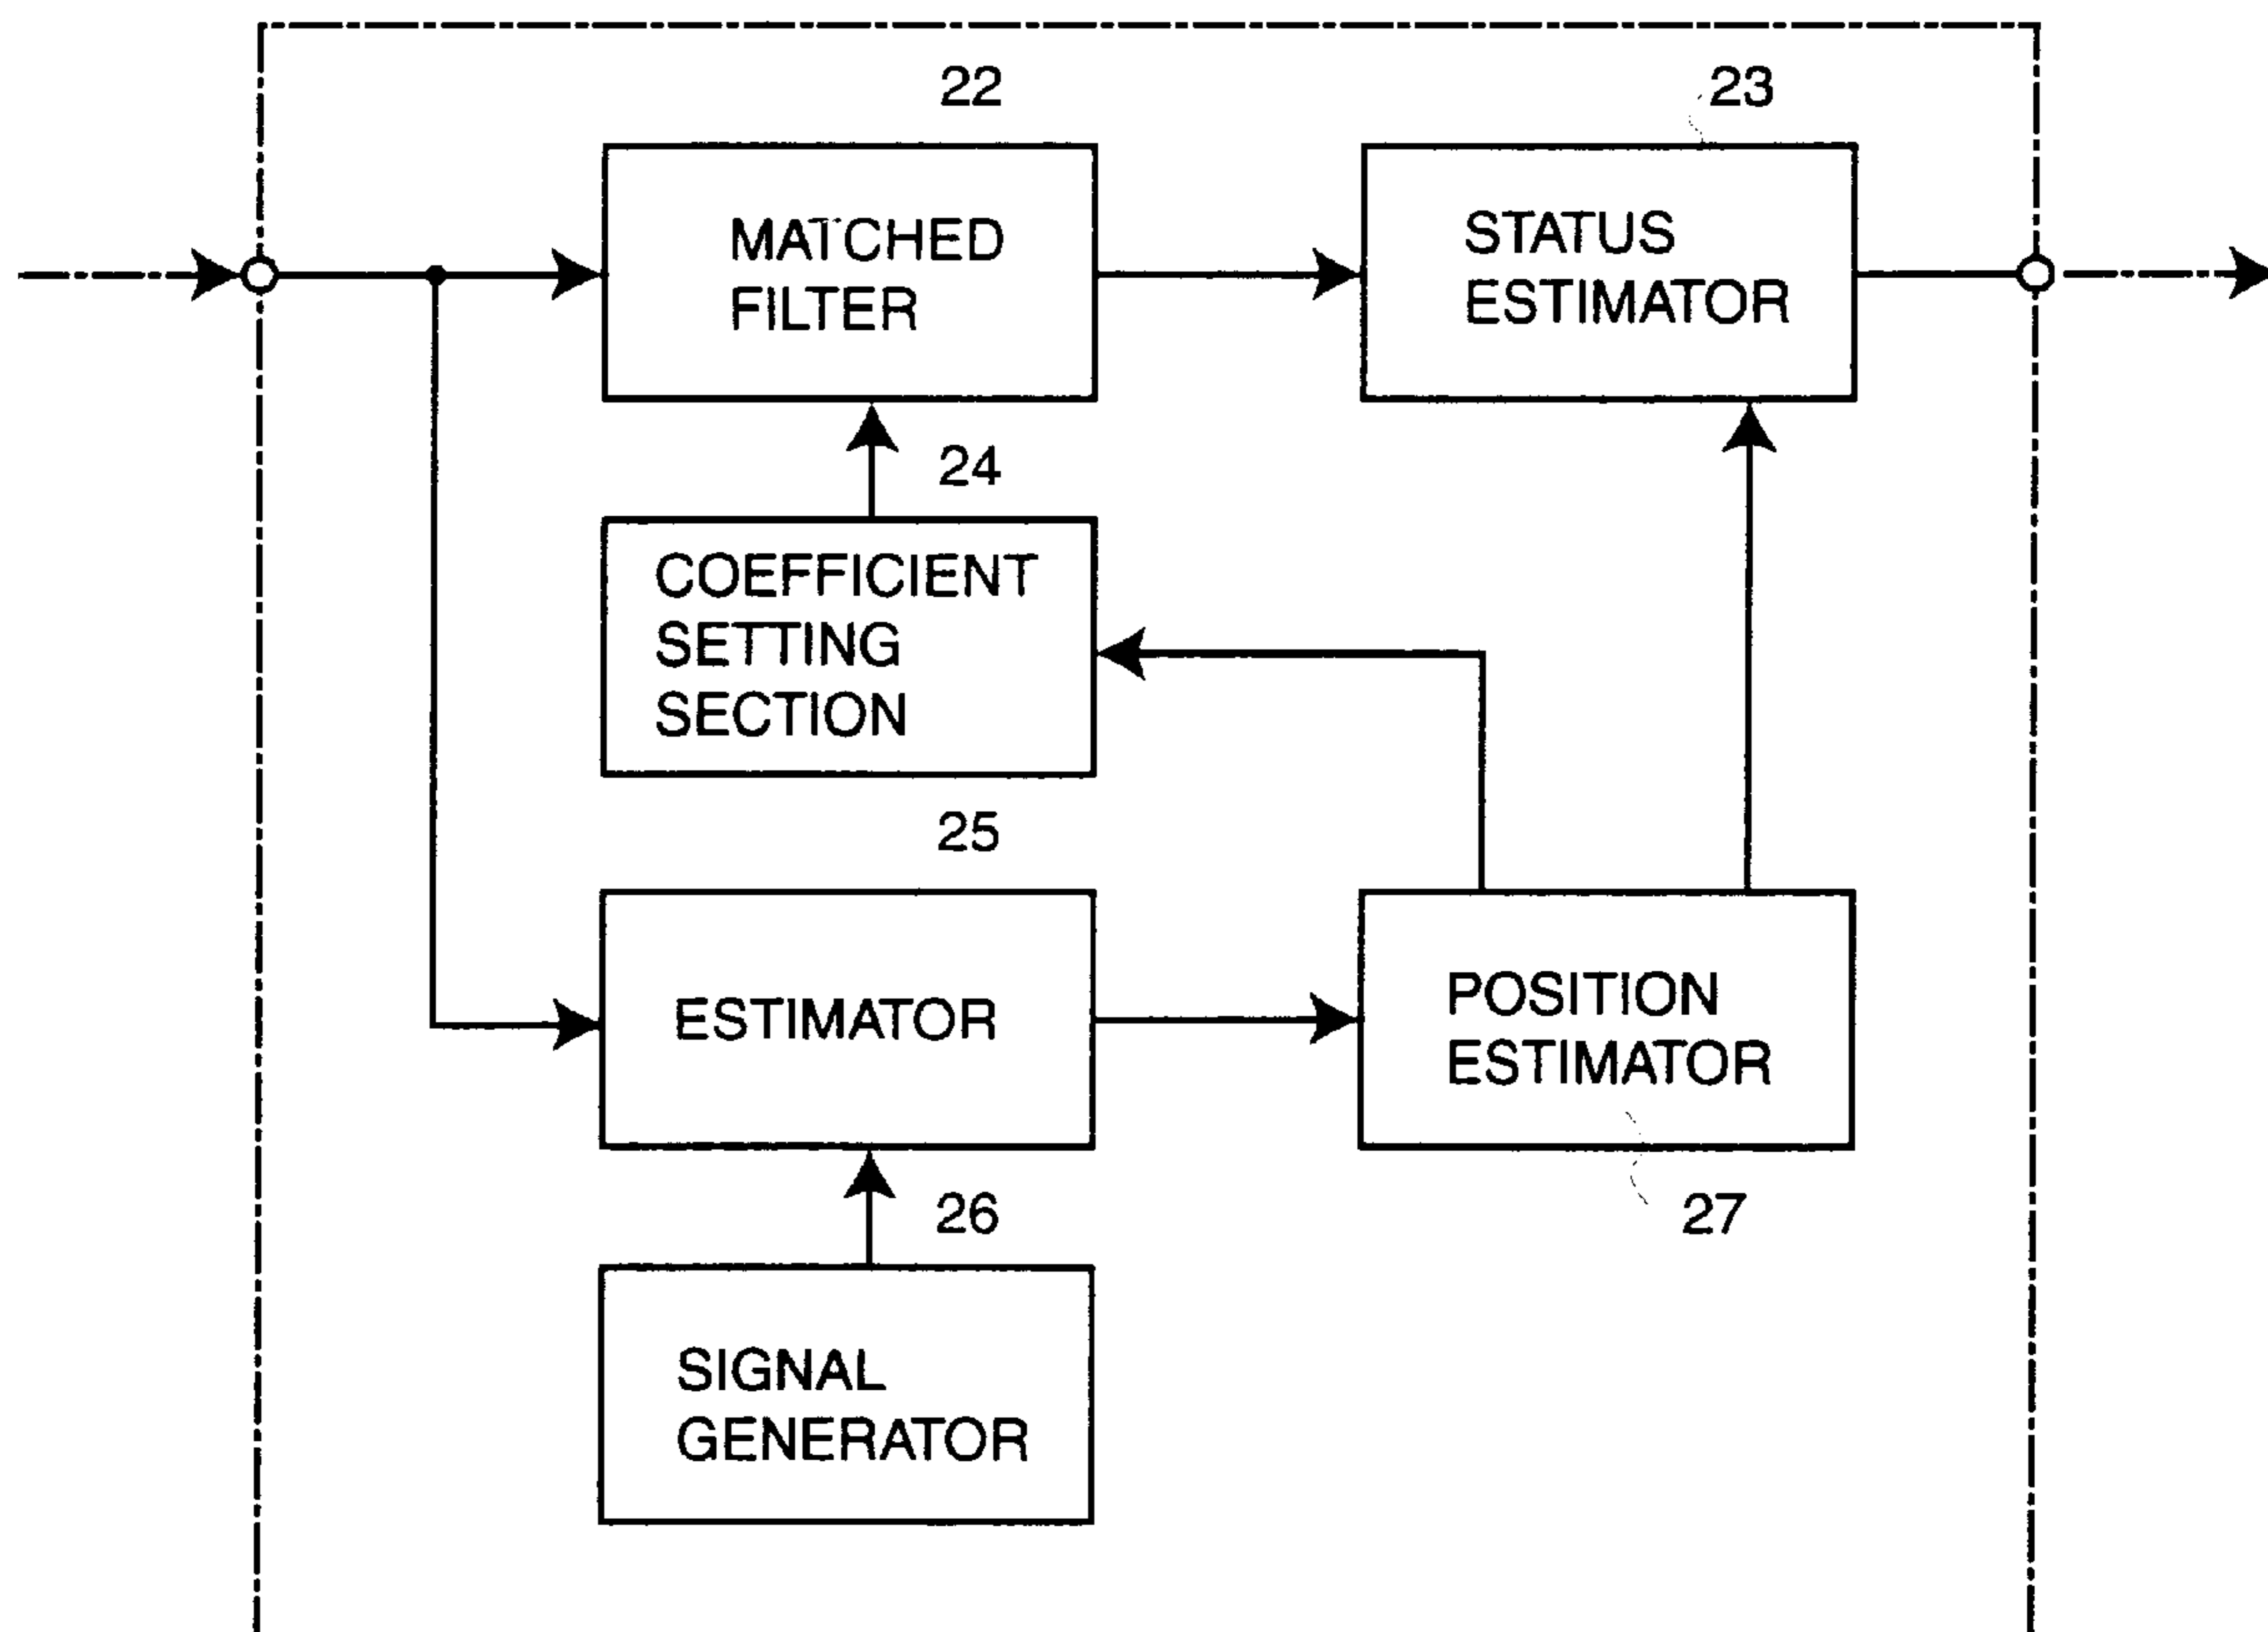 22
23
MATCHED
FILTER
STATUS
ESTIMATOR
24
COEFFICIENT
SETTING
SECTION
25
ESTIMATOR
POSITION
ESTIMATOR
26
27
SIGNAL
GENERATOR